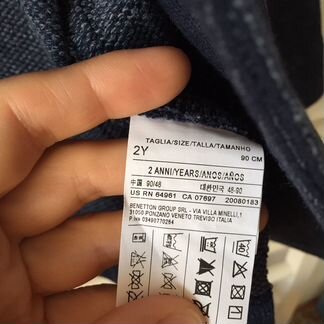 TAGLIA/SIZE/TALLA/TAMANHO
2Y 90 CM
2 ANNI/YEARS/ANOS/AÑOS
中国 90/48 대한민국 48-90
US RN 64961 CA 07697 20080183
BENETTON GROUP SRL - VIA VILLA MINELLI,1
31050 PONZANO VENETO TREVISO ITALIA
P.Iva 03490770264